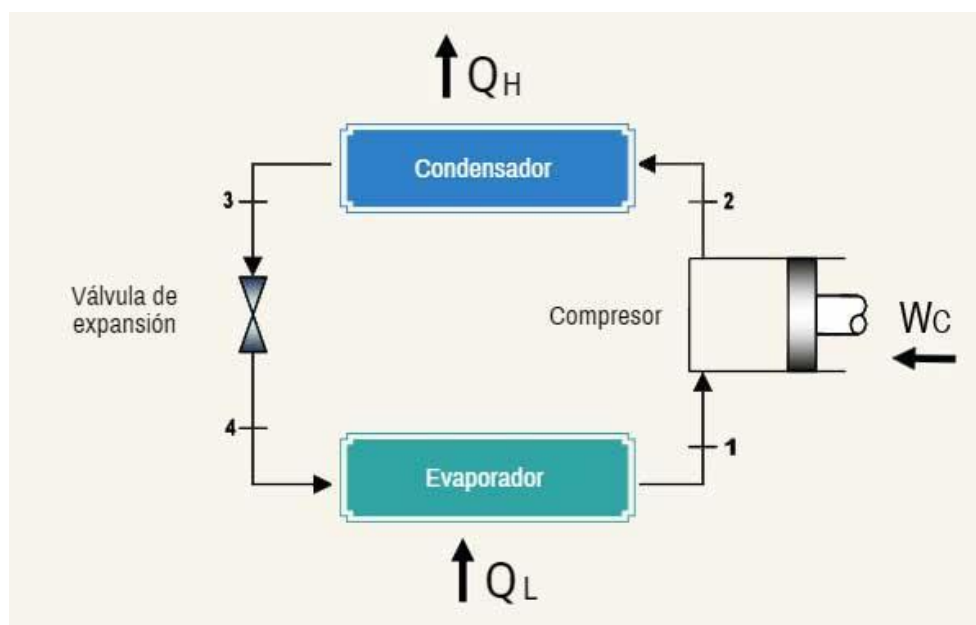 QH
Condensador
3
2
Válvula de
expansión
Compresor
WC
4
1
Evaporador
QL